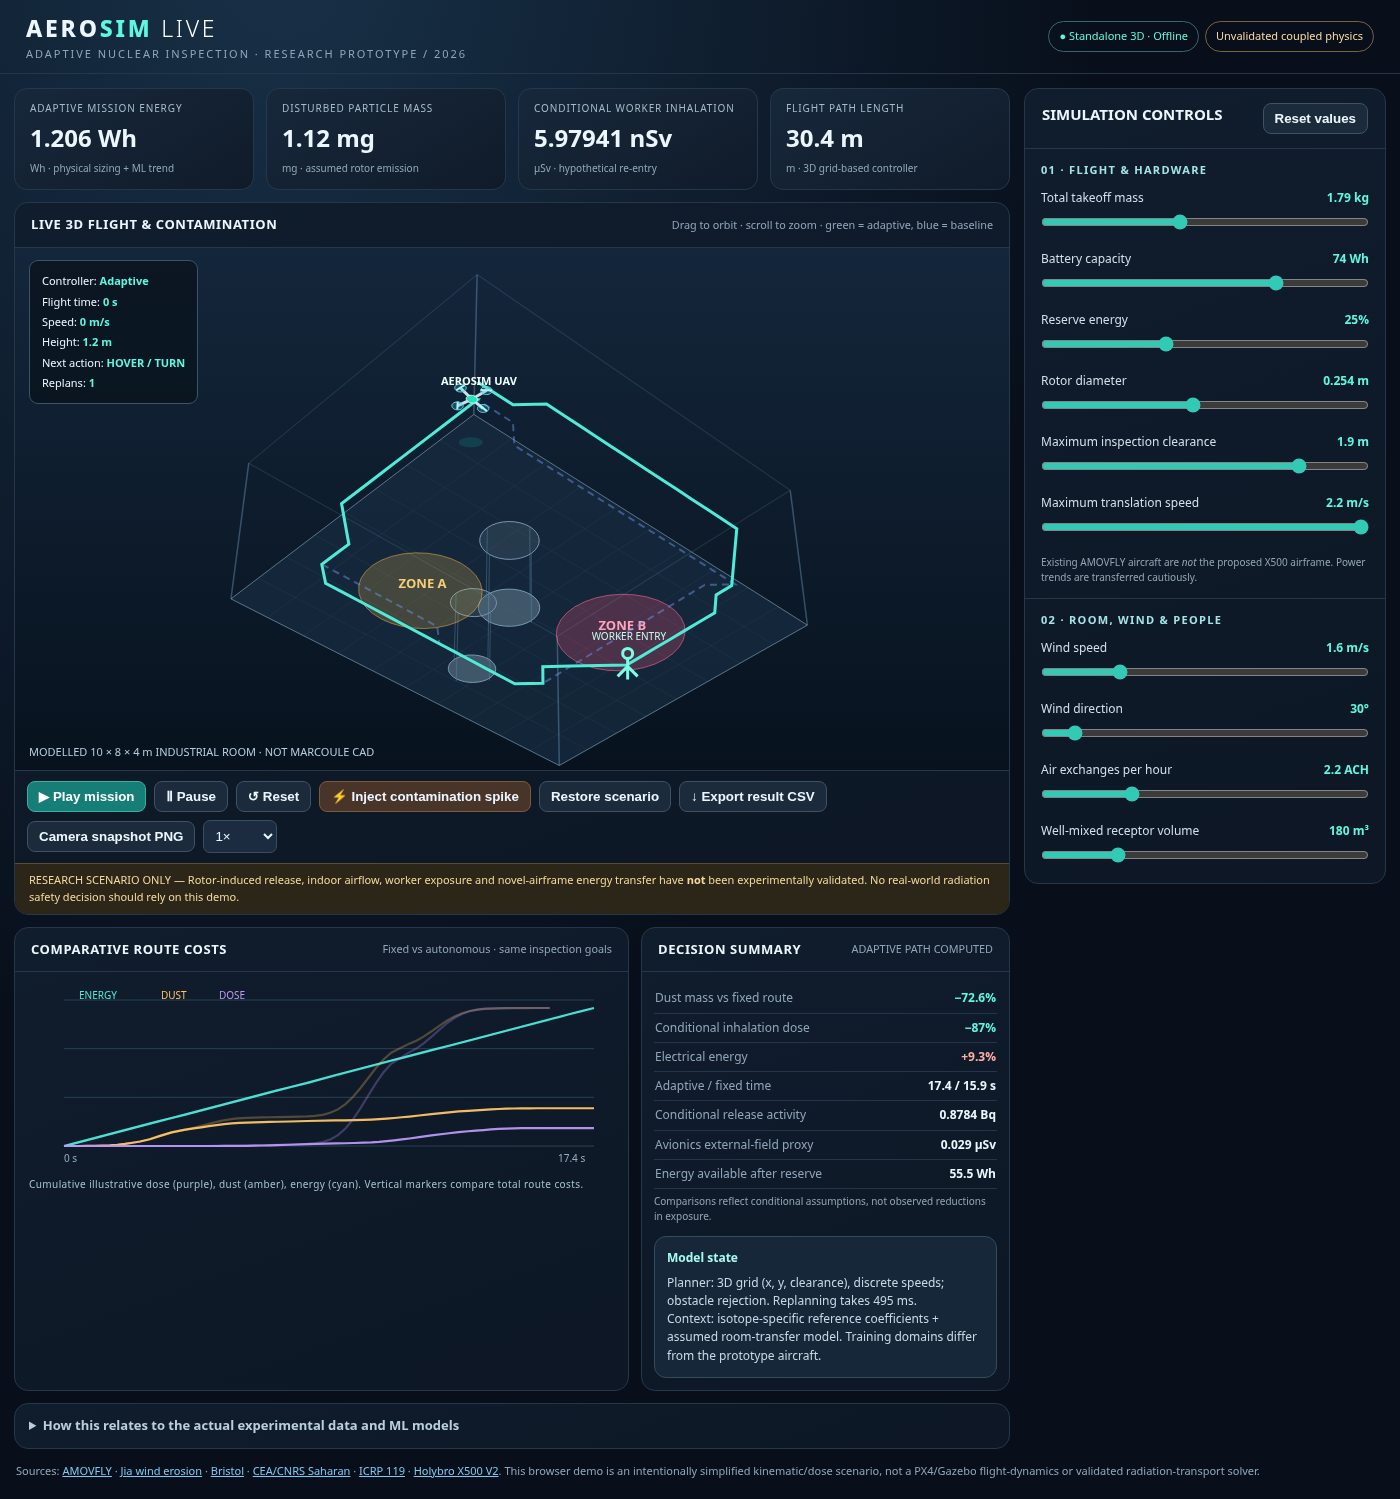 AEROSIM LIVE
ADAPTIVE NUCLEAR INSPECTION · RESEARCH PROTOTYPE / 2026
● Standalone 3D · Offline
Unvalidated coupled physics
ADAPTIVE MISSION ENERGY
1.206 Wh
Wh · physical sizing + ML trend
DISTURBED PARTICLE MASS
1.12 mg
mg · assumed rotor emission
CONDITIONAL WORKER INHALATION
5.97941 nSv
µSv · hypothetical re-entry
FLIGHT PATH LENGTH
30.4 m
m · 3D grid-based controller
LIVE 3D FLIGHT & CONTAMINATION
Drag to orbit · scroll to zoom · green = adaptive, blue = baseline
Controller: Adaptive
Flight time: 0 s
Speed: 0 m/s
Height: 1.2 m
Next action: HOVER / TURN
Replans: 1
AEROSIM UAV
ZONE A
ZONE B
WORKER ENTRY
MODELLED 10 × 8 × 4 m INDUSTRIAL ROOM · NOT MARCOULE CAD
▶ Play mission
Ⅱ Pause
↺ Reset
⚡ Inject contamination spike
Restore scenario
↓ Export result CSV
Camera snapshot PNG
1×
RESEARCH SCENARIO ONLY — Rotor-induced release, indoor airflow, worker exposure and novel-airframe energy transfer have not been experimentally validated. No real-world radiation
safety decision should rely on this demo.
COMPARATIVE ROUTE COSTS
Fixed vs autonomous · same inspection goals
ENERGY
DUST
DOSE
0 s
17.4 s
Cumulative illustrative dose (purple), dust (amber), energy (cyan). Vertical markers compare total route costs.
DECISION SUMMARY
ADAPTIVE PATH COMPUTED
Dust mass vs fixed route
−72.6%
Conditional inhalation dose
−87%
Electrical energy
+9.3%
Adaptive / fixed time
17.4 / 15.9 s
Conditional release activity
0.8784 Bq
Avionics external-field proxy
0.029 µSv
Energy available after reserve
55.5 Wh
Comparisons reflect conditional assumptions, not observed reductions
in exposure.
Model state
Planner: 3D grid (x, y, clearance), discrete speeds;
obstacle rejection. Replanning takes 495 ms.
Context: isotope-specific reference coefficients +
assumed room-transfer model. Training domains differ
from the prototype aircraft.
▶ How this relates to the actual experimental data and ML models
Sources: AMOVFLY · Jia wind erosion · Bristol · CEA/CNRS Saharan · ICRP 119 · Holybro X500 V2. This browser demo is an intentionally simplified kinematic/dose scenario, not a PX4/Gazebo flight-dynamics or validated radiation-transport solver.
SIMULATION CONTROLS
Reset values
01 · FLIGHT & HARDWARE
Total takeoff mass
1.79 kg
Battery capacity
74 Wh
Reserve energy
25%
Rotor diameter
0.254 m
Maximum inspection clearance
1.9 m
Maximum translation speed
2.2 m/s
Existing AMOVFLY aircraft are not the proposed X500 airframe. Power
trends are transferred cautiously.
02 · ROOM, WIND & PEOPLE
Wind speed
1.6 m/s
Wind direction
30°
Air exchanges per hour
2.2 ACH
Well-mixed receptor volume
180 m³